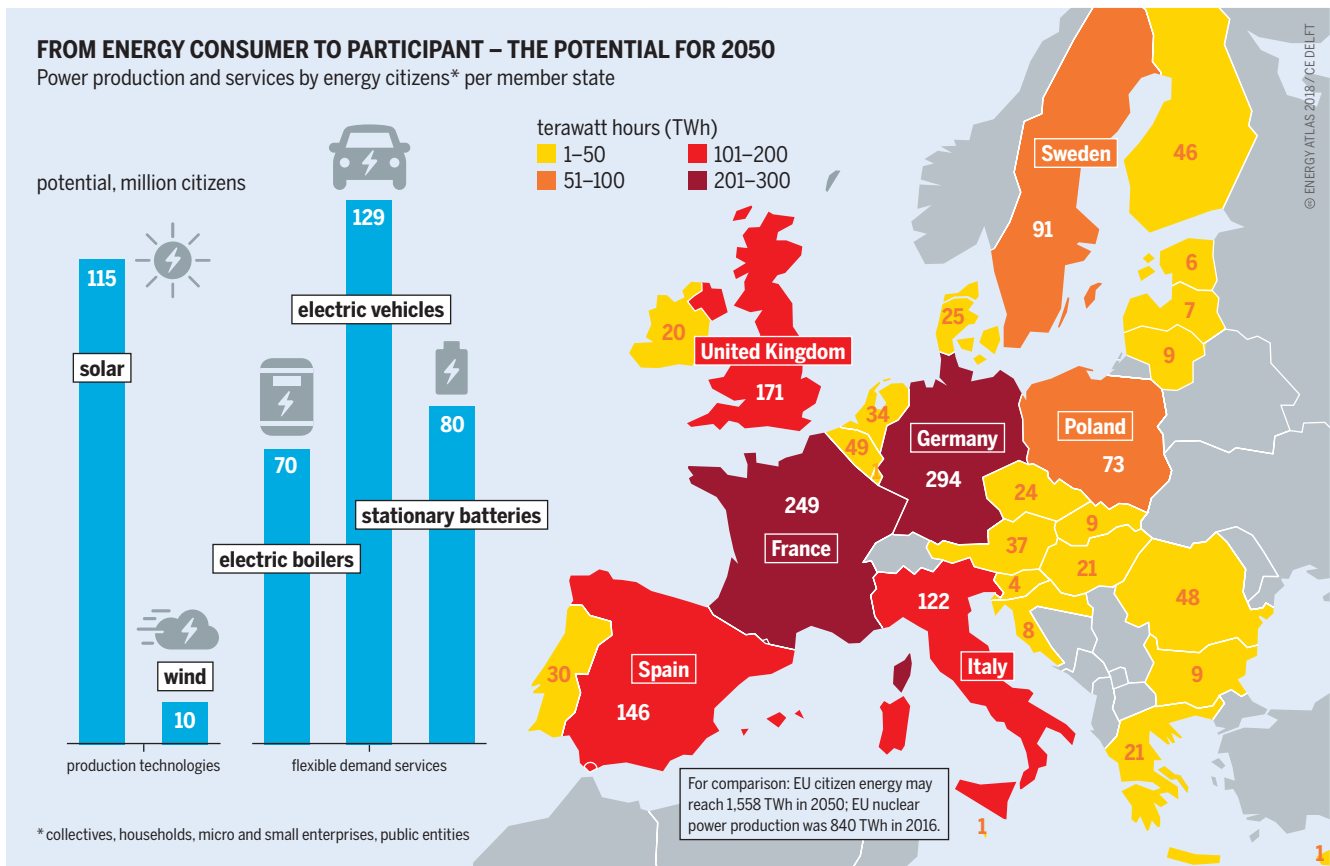 FROM ENERGY CONSUMER TO PARTICIPANT – THE POTENTIAL FOR 2050
Power production and services by energy citizens* per member state
potential, million citizens
115
solar
10
wind
production technologies
70
electric boilers
129
electric vehicles
80
stationary batteries
flexible demand services
* collectives, households, micro and small enterprises, public entities
terawatt hours (TWh)
1–50
51–100
101–200
201–300
Sweden
91
46
6
7
9
25
20
United Kingdom
171
34
49
1
Germany
294
Poland
73
249
France
24
9
37
21
4
8
48
9
122
Italy
30
Spain
146
21
1
1
For comparison: EU citizen energy may
reach 1,558 TWh in 2050; EU nuclear
power production was 840 TWh in 2016.
ENERGY ATLAS 2018 / CE DELFT